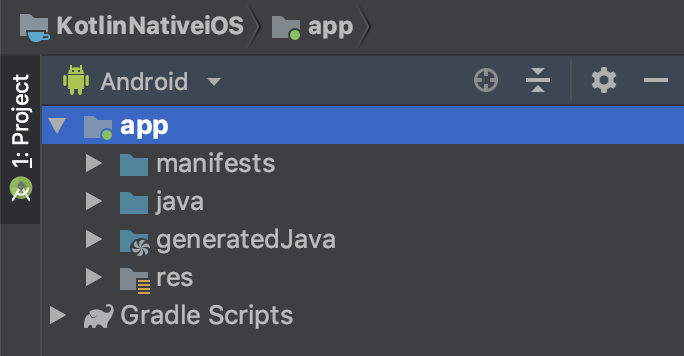 KotlinNativeiOS app
1: Project
Android
app
manifests
java
generatedJava
res
Gradle Scripts